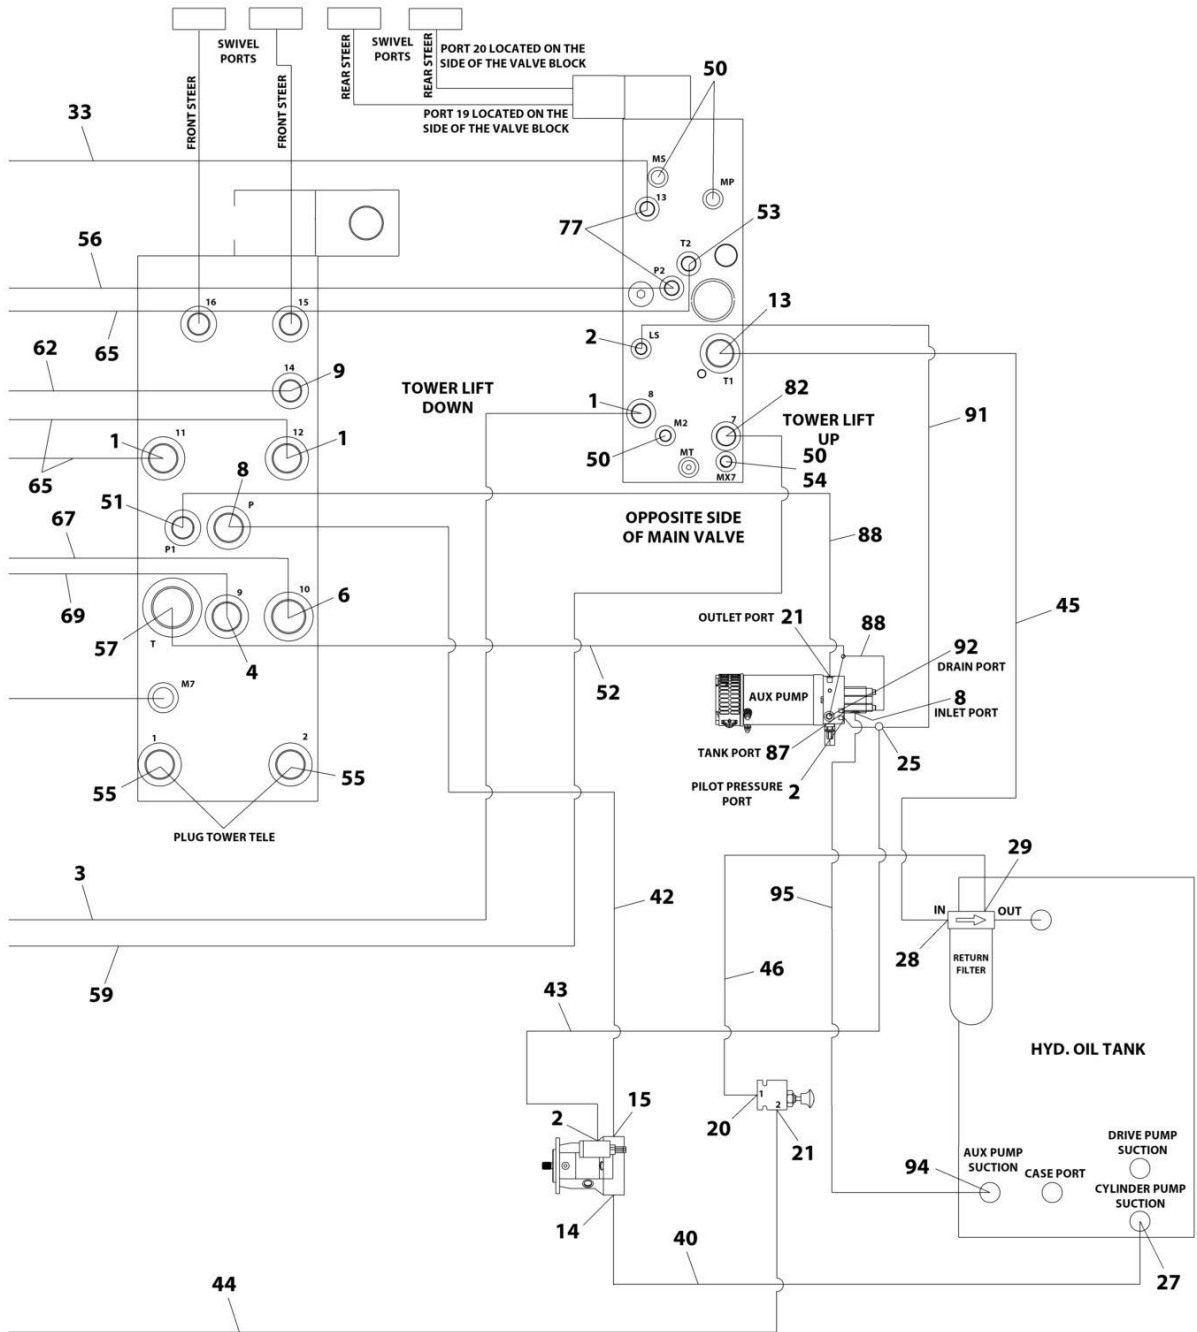 SWIVEL
PORTS
SWIVEL
PORTS
FRONT STEER
FRONT STEER
REAR STEER
REAR STEER
PORT 20 LOCATED ON THE
SIDE OF THE VALVE BLOCK
PORT 19 LOCATED ON THE
SIDE OF THE VALVE BLOCK
50
33
MS
MP
13
53
77
56
T2
P2
13
16
15
65
2
LS
62
14
9
T1
TOWER LIFT
DOWN
82
91
1
8
7
TOWER LIFT
UP
11
12
1
1
M2
50
MT
50
54
MX7
65
8
51
P
67
P1
OPPOSITE SIDE
OF MAIN VALVE
88
69
9
10
6
45
OUTLET PORT
21
88
57
T
4
92
DRAIN PORT
52
M7
AUX PUMP
8
INLET PORT
TANK PORT
87
25
1
2
55
55
PILOT PRESSURE
PORT
2
PLUG TOWER TELE
29
3
42
95
IN
OUT
28
RETURN
FILTER
46
59
43
HYD. OIL TANK
1
2
15
20
21
2
DRIVE PUMP
SUCTION
AUX PUMP
SUCTION
94
CASE PORT
CYLINDER PUMP
SUCTION
14
40
27
44